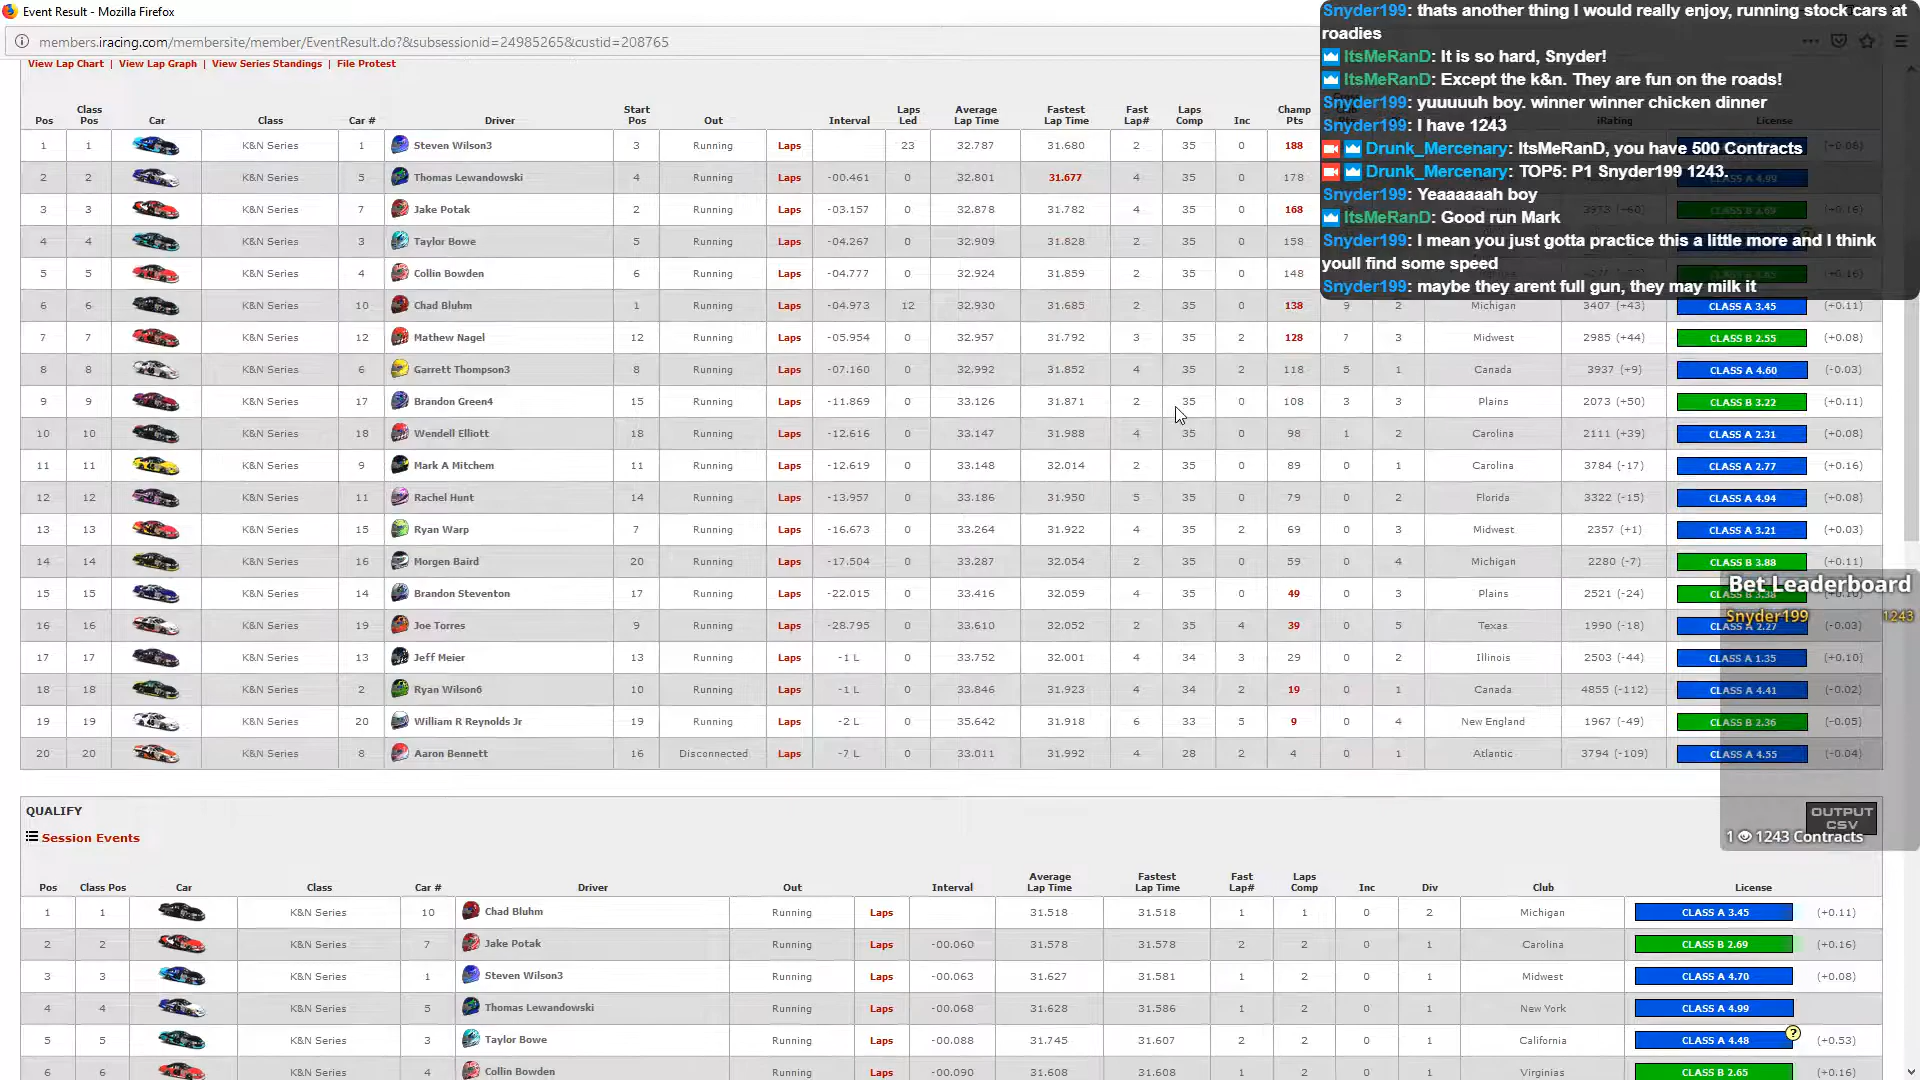 Event Result - Mozilla Firefox
members.iracing.com/membersite/member/EventResult.do?&subsessionid=24985265&custid=208765
View Lap Chart | View Lap Graph | View Series Standings | File Protest
Pos Class Pos Car Class Car # Driver Start Pos Out Interval Laps Led Average Lap Time Fastest Lap Time Fast Lap# Laps Comp Inc Champ Pts iRating License
1 1 K&N Series 1 Steven Wilson3 3 Running Laps 23 32.787 31.680 2 35 0 188
2 2 K&N Series 5 Thomas Lewandowski 4 Running Laps -00.461 0 32.801 31.677 4 35 0 178 CLASS A 4.99
3 3 K&N Series 7 Jake Potak 2 Running Laps -03.157 0 32.878 31.782 4 35 0 168 CLASS B 2.69 (+0.16)
4 4 K&N Series 3 Taylor Bowe 5 Running Laps -04.267 0 32.909 31.828 2 35 0 158
5 5 K&N Series 4 Collin Bowden 6 Running Laps -04.777 0 32.924 31.859 2 35 0 148 (+0.16)
6 6 K&N Series 10 Chad Bluhm 1 Running Laps -04.973 12 32.930 31.685 2 35 0 138 9 2 Michigan 3407 (+43) CLASS A 3.45 (+0.11)
7 7 K&N Series 12 Mathew Nagel 12 Running Laps -05.954 0 32.957 31.792 3 35 2 128 7 3 Midwest 2985 (+44) CLASS B 2.55 (+0.08)
8 8 K&N Series 6 Garrett Thompson3 8 Running Laps -07.160 0 32.992 31.852 4 35 2 118 5 1 Canada 3937 (+9) CLASS A 4.60 (-0.03)
9 9 K&N Series 17 Brandon Green4 15 Running Laps -11.869 0 33.126 31.871 2 35 0 108 3 3 Plains 2073 (+50) CLASS B 3.22 (+0.11)
10 10 K&N Series 18 Wendell Elliott 18 Running Laps -12.616 0 33.147 31.988 4 35 0 98 1 2 Carolina 2111 (+39) CLASS A 2.31 (+0.08)
11 11 K&N Series 9 Mark A Mitchem 11 Running Laps -12.619 0 33.148 32.014 2 35 0 89 0 1 Carolina 3784 (-17) CLASS A 2.77 (+0.16)
12 12 K&N Series 11 Rachel Hunt 14 Running Laps -13.957 0 33.186 31.950 5 35 0 79 0 2 Florida 3322 (-15) CLASS A 4.94 (+0.08)
13 13 K&N Series 15 Ryan Warp 7 Running Laps -16.673 0 33.264 31.922 4 35 2 69 0 3 Midwest 2357 (+1) CLASS A 3.21 (+0.03)
14 14 K&N Series 16 Morgen Baird 20 Running Laps -17.504 0 33.287 32.054 2 35 0 59 0 4 Michigan 2280 (-7) CLASS B 3.88 (+0.11)
15 15 K&N Series 14 Brandon Steventon 17 Running Laps -22.015 0 33.416 32.059 4 35 0 49 0 3 Plains 2521 (-24) CLASS B 3.38
16 16 K&N Series 19 Joe Torres 9 Running Laps -28.795 0 33.610 32.052 2 35 4 39 0 5 Texas 1990 (-18) CLASS A 2.27 (-0.03)
17 17 K&N Series 13 Jeff Meier 13 Running Laps -1 L 0 33.752 32.001 4 34 3 29 0 2 Illinois 2503 (-44) CLASS A 1.35 (+0.10)
18 18 K&N Series 2 Ryan Wilson6 10 Running Laps -1 L 0 33.846 31.923 4 34 2 19 0 1 Canada 4855 (-112) CLASS A 4.41 (-0.02)
19 19 K&N Series 20 William R Reynolds Jr 19 Running Laps -2 L 0 35.642 31.918 6 33 5 9 0 4 New England 1967 (-49) CLASS B 2.36 (-0.05)
20 20 K&N Series 8 Aaron Bennett 16 Disconnected Laps -7 L 0 33.011 31.992 4 28 2 4 0 1 Atlantic 3794 (-109) CLASS A 4.55 (-0.04)
Snyder199: thats another thing I would really enjoy, running stock cars at
roadies
ItsMeRanD: It is so hard, Snyder!
ItsMeRanD: Except the k&n. They are fun on the roads!
Snyder199: yuuuuuh boy. winner winner chicken dinner
Snyder199: I have 1243
Drunk_Mercenary: ItsMeRanD, you have 500 Contracts
Drunk_Mercenary: TOP5: P1 Snyder199 1243.
Snyder199: Yeaaaaaah boy
ItsMeRanD: Good run Mark
Snyder199: I mean you just gotta practice this a little more and I think
youll find some speed
Snyder199: maybe they arent full gun, they may milk it
Bet Leaderboard
Snyder199 1243
1 1243 Contracts
QUALIFY
Session Events
OUTPUT CSV
Pos Class Pos Car Class Car # Driver Out Interval Average Lap Time Fastest Lap Time Fast Lap# Laps Comp Inc Div Club License
1 1 K&N Series 10 Chad Bluhm Running Laps 31.518 31.518 1 1 0 2 Michigan CLASS A 3.45 (+0.11)
2 2 K&N Series 7 Jake Potak Running Laps -00.060 31.578 31.578 2 2 0 1 Carolina CLASS B 2.69 (+0.16)
3 3 K&N Series 1 Steven Wilson3 Running Laps -00.063 31.627 31.581 1 2 0 1 Midwest CLASS A 4.70 (+0.08)
4 4 K&N Series 5 Thomas Lewandowski Running Laps -00.068 31.628 31.586 1 2 0 1 New York CLASS A 4.99
5 5 K&N Series 3 Taylor Bowe Running Laps -00.088 31.745 31.607 2 2 0 1 California CLASS A 4.48 ? (+0.53)
6 6 K&N Series 4 Collin Bowden Running Laps -00.090 31.608 31.608 1 2 0 1 Virginias CLASS B 2.65 (+0.16)